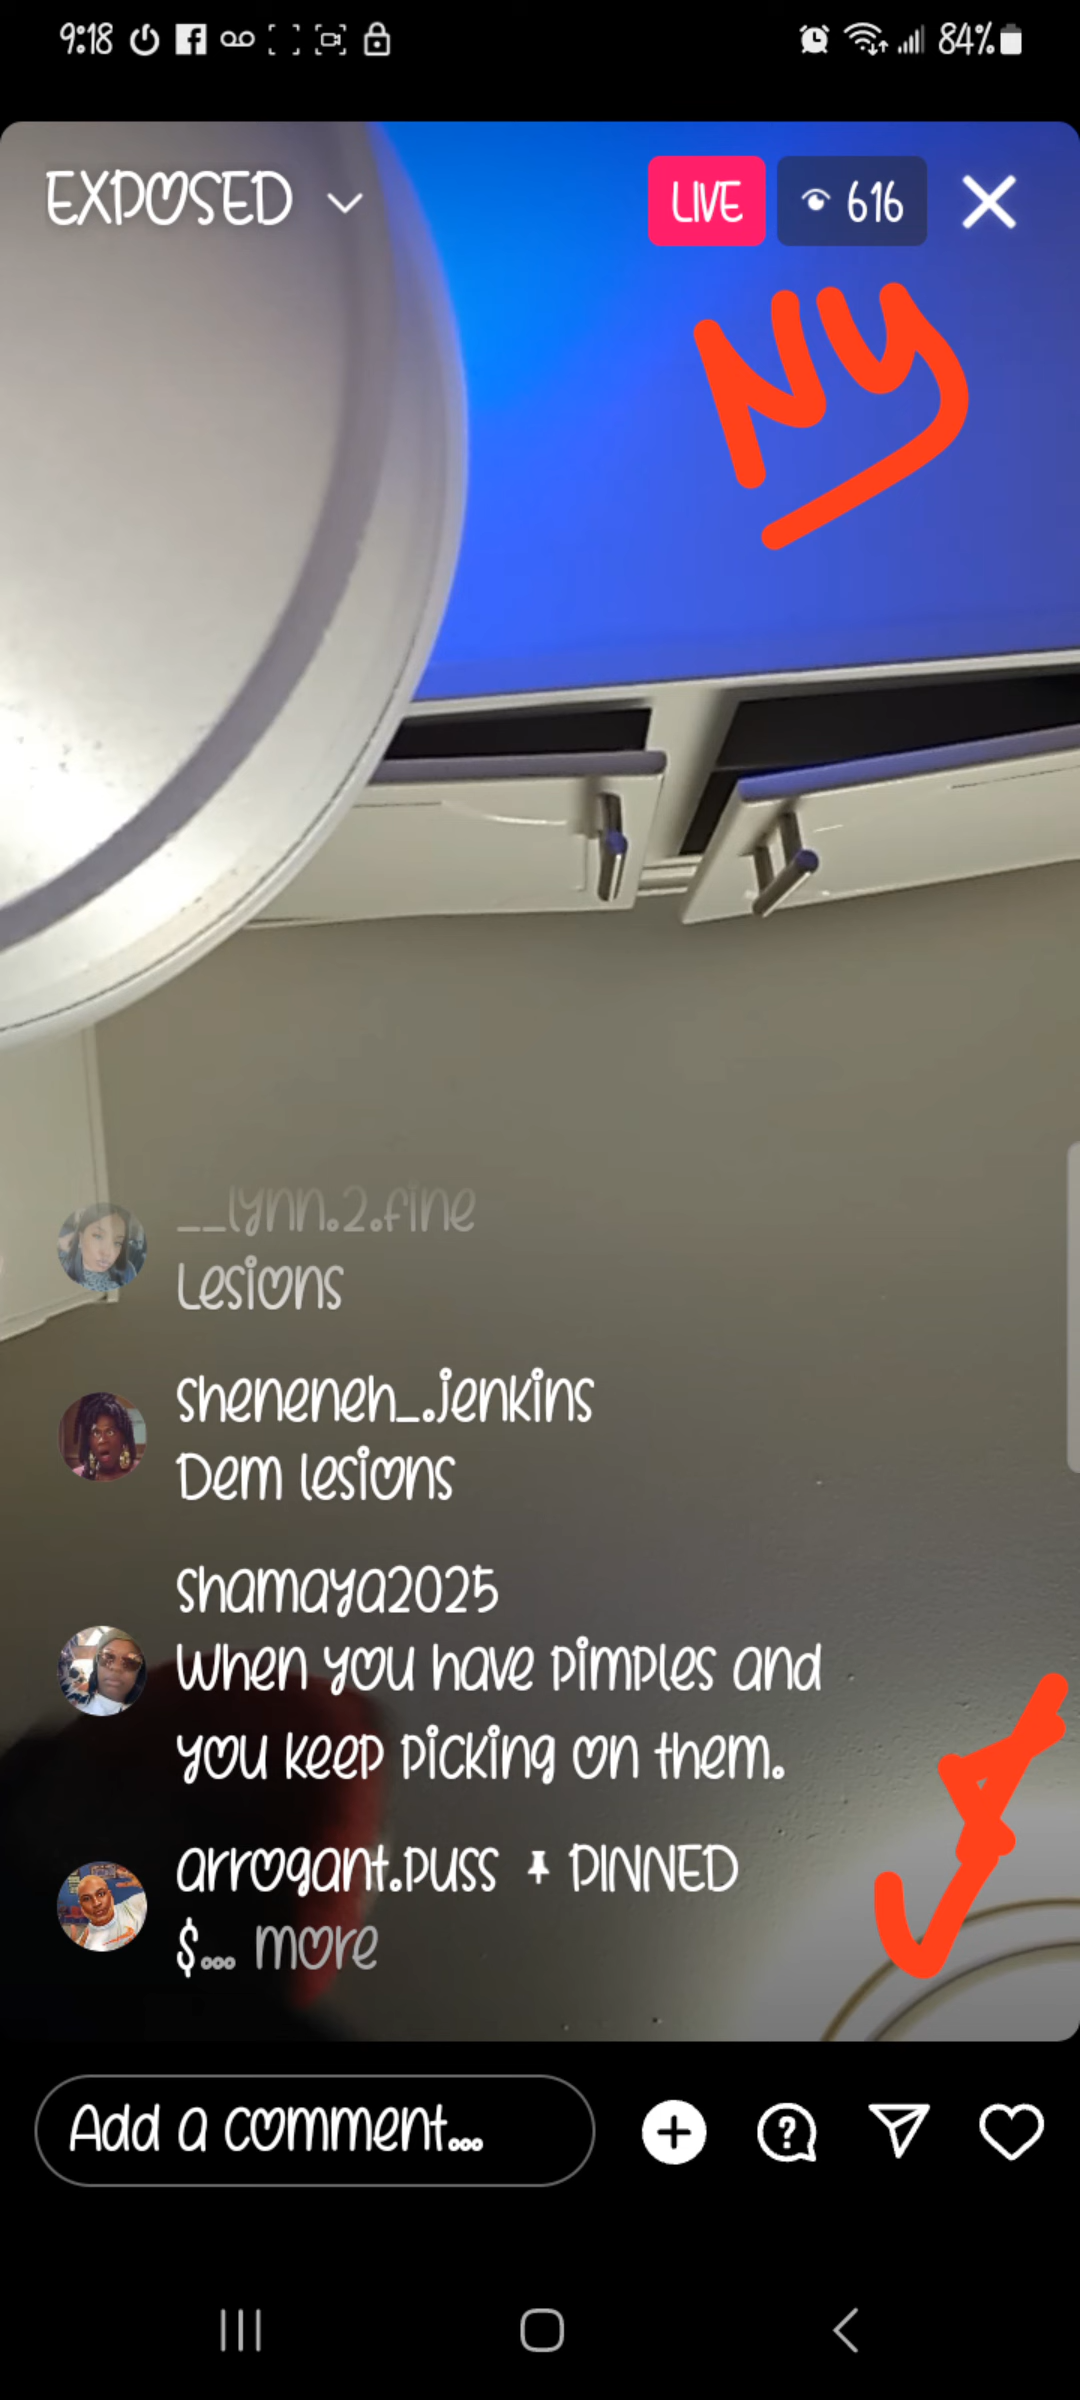 9:18
84%
EXPOSED
LIVE
616
NY
__lynn.2.fine
Lesions
sheneneh_.jenkins
Dem lesions
shamaya2025
When you have pimples and
you keep picking on them.
arrogant.puss PINNED
$... more
Add a comment...